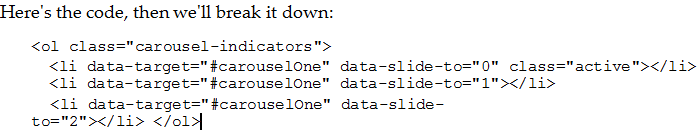 Here's the code, then we'll break it down:
<ol class="carousel-indicators">
<li data-target="#carouselOne" data-slide-to="0" class="active"></li>
<li data-target="#carouselOne" data-slide-to="1"></li>
<li data-target="#carouselOne" data-slide-
to="2"></li> </ol>